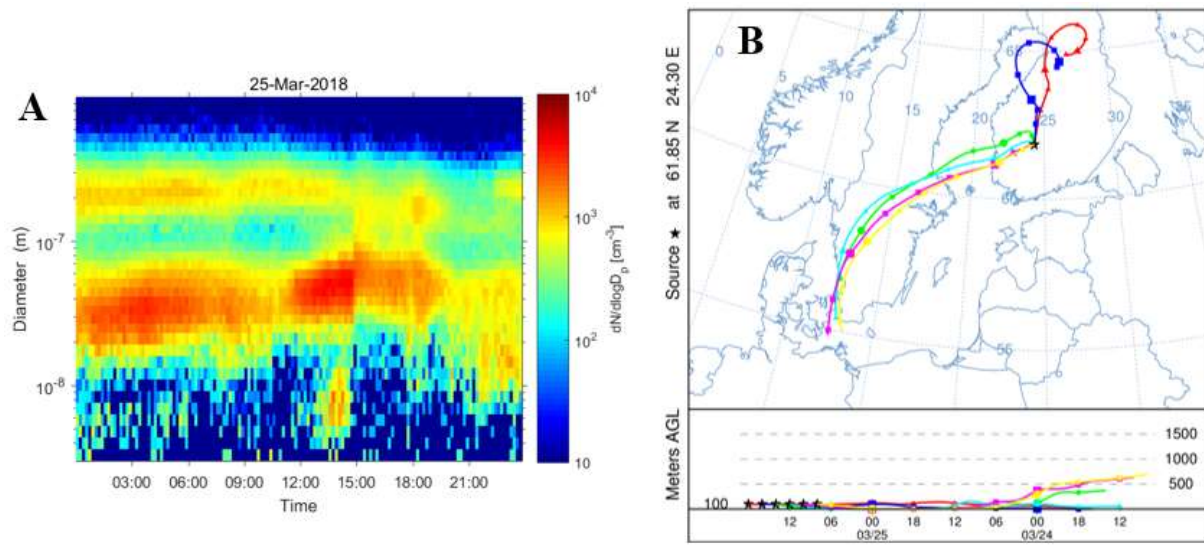 A
25-Mar-2018
Diameter (m)
10^-7
10^-8
03:00 06:00 09:00 12:00 15:00 18:00 21:00
Time
10^4
10^3
10^2
10
dN/dlogD_p [cm^-3]
B
Source ★ at 61.85 N 24.30 E
0
5
10
15
20
25
30
35
50
Meters AGL
1500
1000
500
100
12 06 00 18 12 06 00 18 12
03/25 03/24